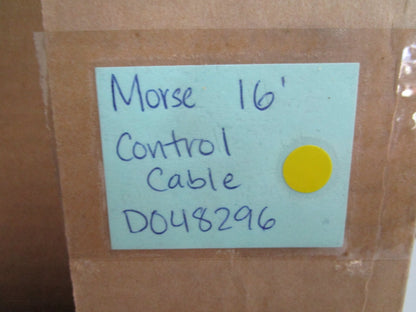 Morse 16'
Control
Cable
D048296